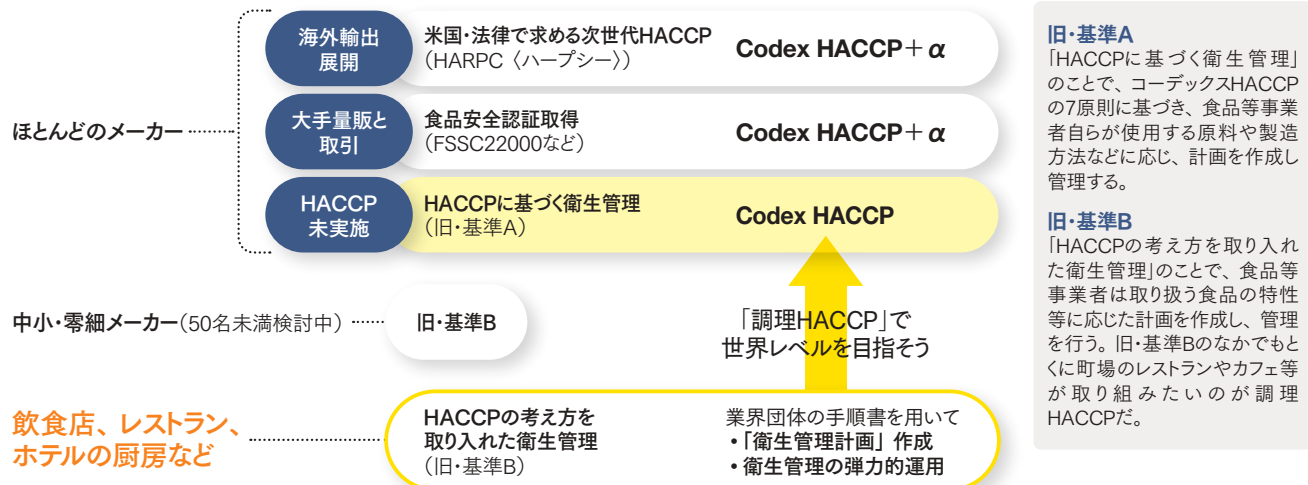 海外輸出
展開
米国・法律で求める次世代HACCP
（HARPC〈ハープシー〉）
Codex HACCP＋α
ほとんどのメーカー
大手量販と
取引
食品安全認証取得
（FSSC22000など）
Codex HACCP＋α
HACCP
未実施
HACCPに基づく衛生管理
（旧・基準A）
Codex HACCP
中小・零細メーカー（50名未満検討中）
旧・基準B
「調理HACCP」で
世界レベルを目指そう
飲食店、レストラン、
ホテルの厨房など
HACCPの考え方を
取り入れた衛生管理
（旧・基準B）
業界団体の手順書を用いて
・「衛生管理計画」作成
・衛生管理の弾力的運用
旧・基準A
「HACCPに基づく衛生管理」
のことで、コーデックスHACCP
の7原則に基づき、食品等事業
者自らが使用する原料や製造
方法などに応じ、計画を作成し
管理する。
旧・基準B
「HACCPの考え方を取り入れ
た衛生管理」のことで、食品等
事業者は取り扱う食品の特性
等に応じた計画を作成し、管理
を行う。旧・基準Bのなかでもと
くに町場のレストランやカフェ等
が取り組みたいのが調理
HACCPだ。